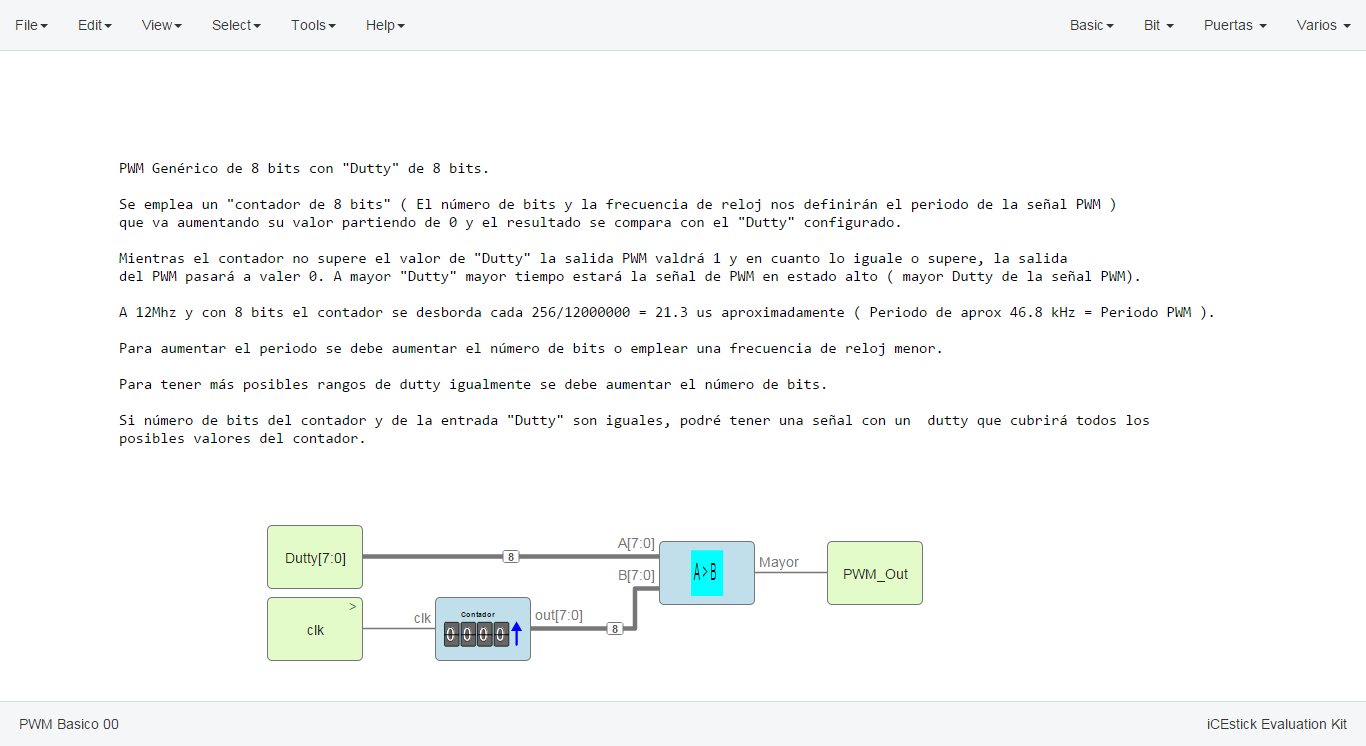 File Edit View Select Tools Help Basic Bit Puertas Varios
PWM Genérico de 8 bits con "Dutty" de 8 bits.
Se emplea un "contador de 8 bits" ( El número de bits y la frecuencia de reloj nos definirán el periodo de la señal PWM )
que va aumentando su valor partiendo de 0 y el resultado se compara con el "Dutty" configurado.
Mientras el contador no supere el valor de "Dutty" la salida PWM valdrá 1 y en cuanto lo iguale o supere, la salida
del PWM pasará a valer 0. A mayor "Dutty" mayor tiempo estará la señal de PWM en estado alto ( mayor Dutty de la señal PWM).
A 12Mhz y con 8 bits el contador se desborda cada 256/12000000 = 21.3 us aproximadamente ( Periodo de aprox 46.8 kHz = Periodo PWM ).
Para aumentar el periodo se debe aumentar el número de bits o emplear una frecuencia de reloj menor.
Para tener más posibles rangos de dutty igualmente se debe aumentar el número de bits.
Si número de bits del contador y de la entrada "Dutty" son iguales, podré tener una señal con un  dutty que cubrirá todos los
posibles valores del contador.
Dutty[7:0]
8
A[7:0]
B[7:0]
A>B
Mayor
PWM_Out
>
clk
clk
Contador
0000
out[7:0]
8
PWM Basico 00
iCEstick Evaluation Kit